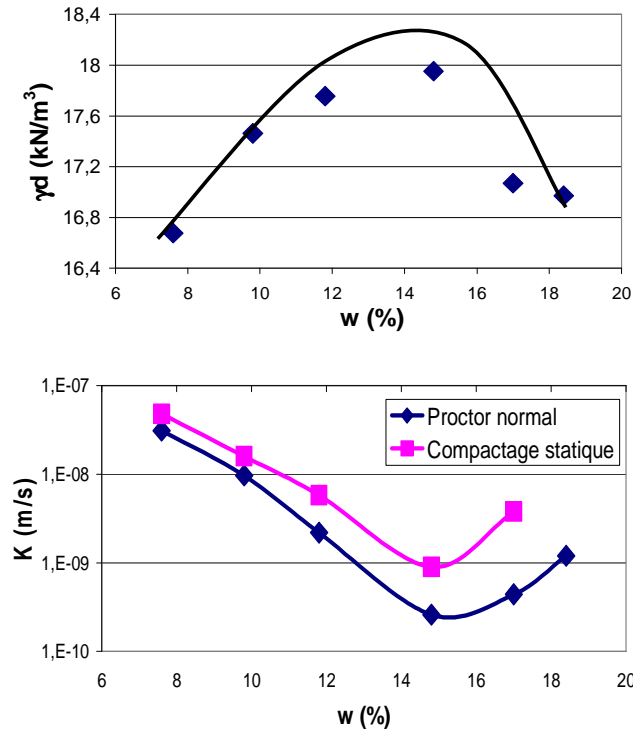 18,4
18
17,6
17,2
16,8
16,4
γd (kN/m³)
6 8 10 12 14 16 18 20
w (%)
1,E-07
1,E-08
1,E-09
1,E-10
K (m/s)
Proctor normal
Compactage statique
6 8 10 12 14 16 18 20
w (%)